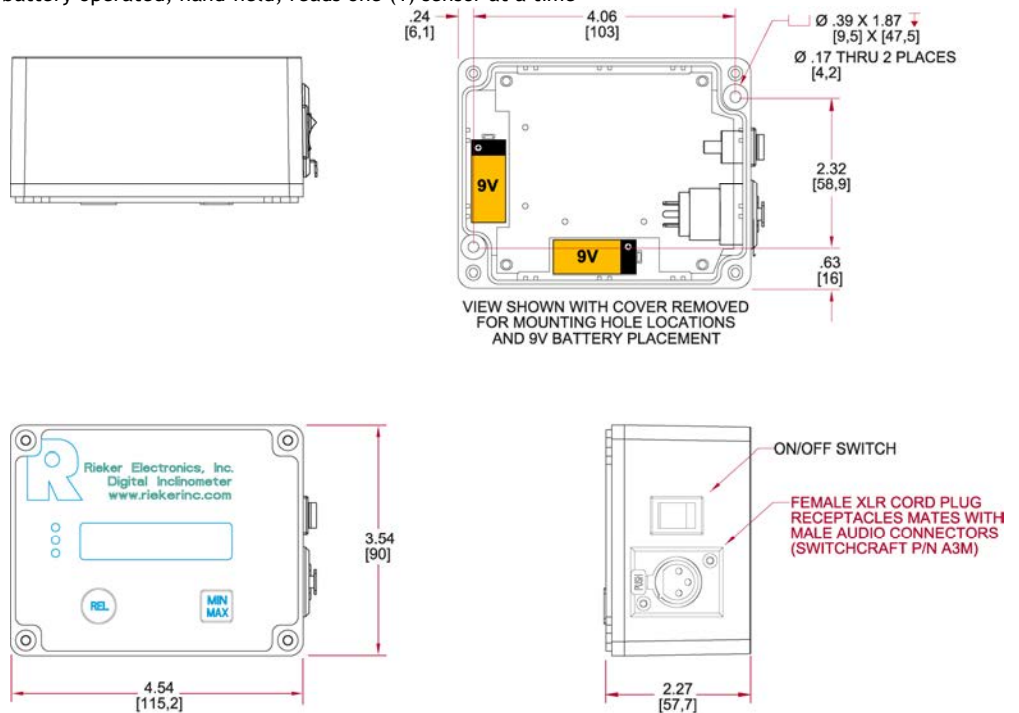 battery operated, hand held, reads one (1) sensor at a time
.24
[6,1]
4.06
[103]
Ø .39 X 1.87
[9,5] X [47,5]
Ø .17 THRU 2 PLACES
[4,2]
2.32
[58,9]
.63
[16]
9V
9V
VIEW SHOWN WITH COVER REMOVED
FOR MOUNTING HOLE LOCATIONS
AND 9V BATTERY PLACEMENT
R
Rieker Electronics, Inc.
Digital Inclinometer
www.riekerinc.com
REL
MIN
MAX
3.54
[90]
4.54
[115,2]
ON/OFF SWITCH
FEMALE XLR CORD PLUG
RECEPTACLES MATES WITH
MALE AUDIO CONNECTORS
(SWITCHCRAFT P/N A3M)
PUSH
2.27
[57,7]